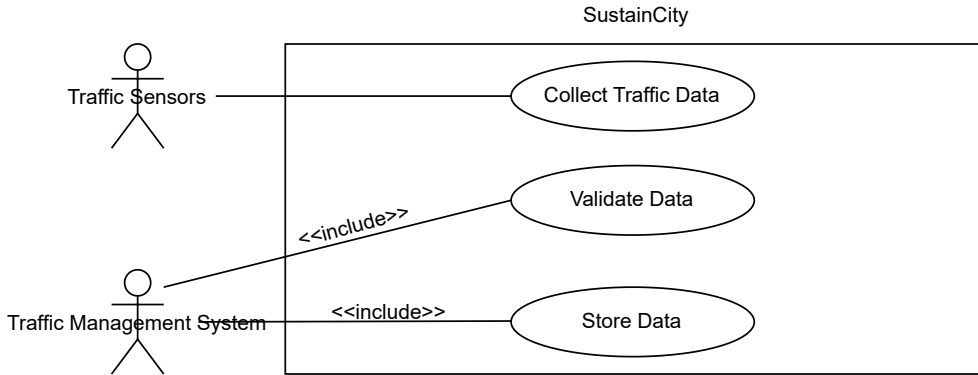 SustainCity
Traffic Sensors
Collect Traffic Data
Validate Data
<<include>>
Traffic Management System
<<include>>
Store Data